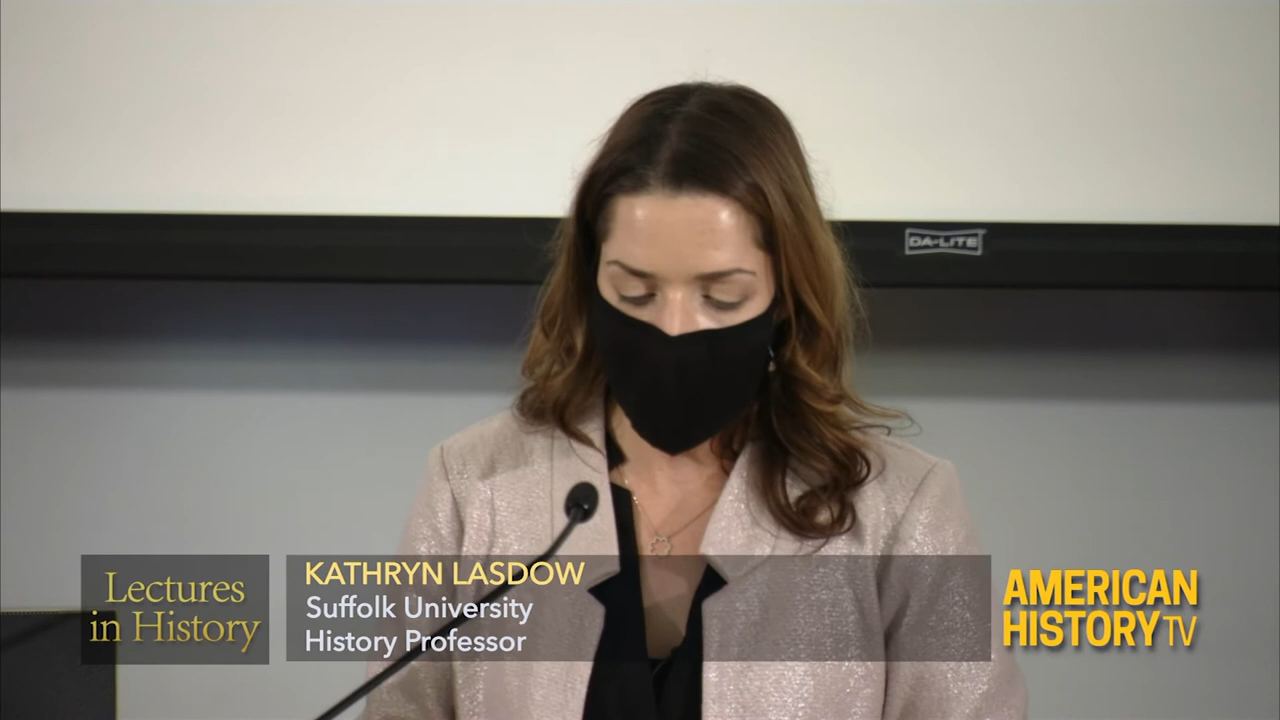 DA-LITE
Lectures
in History
KATHRYN LASDOW
Suffolk University
History Professor
AMERICAN
HISTORY TV